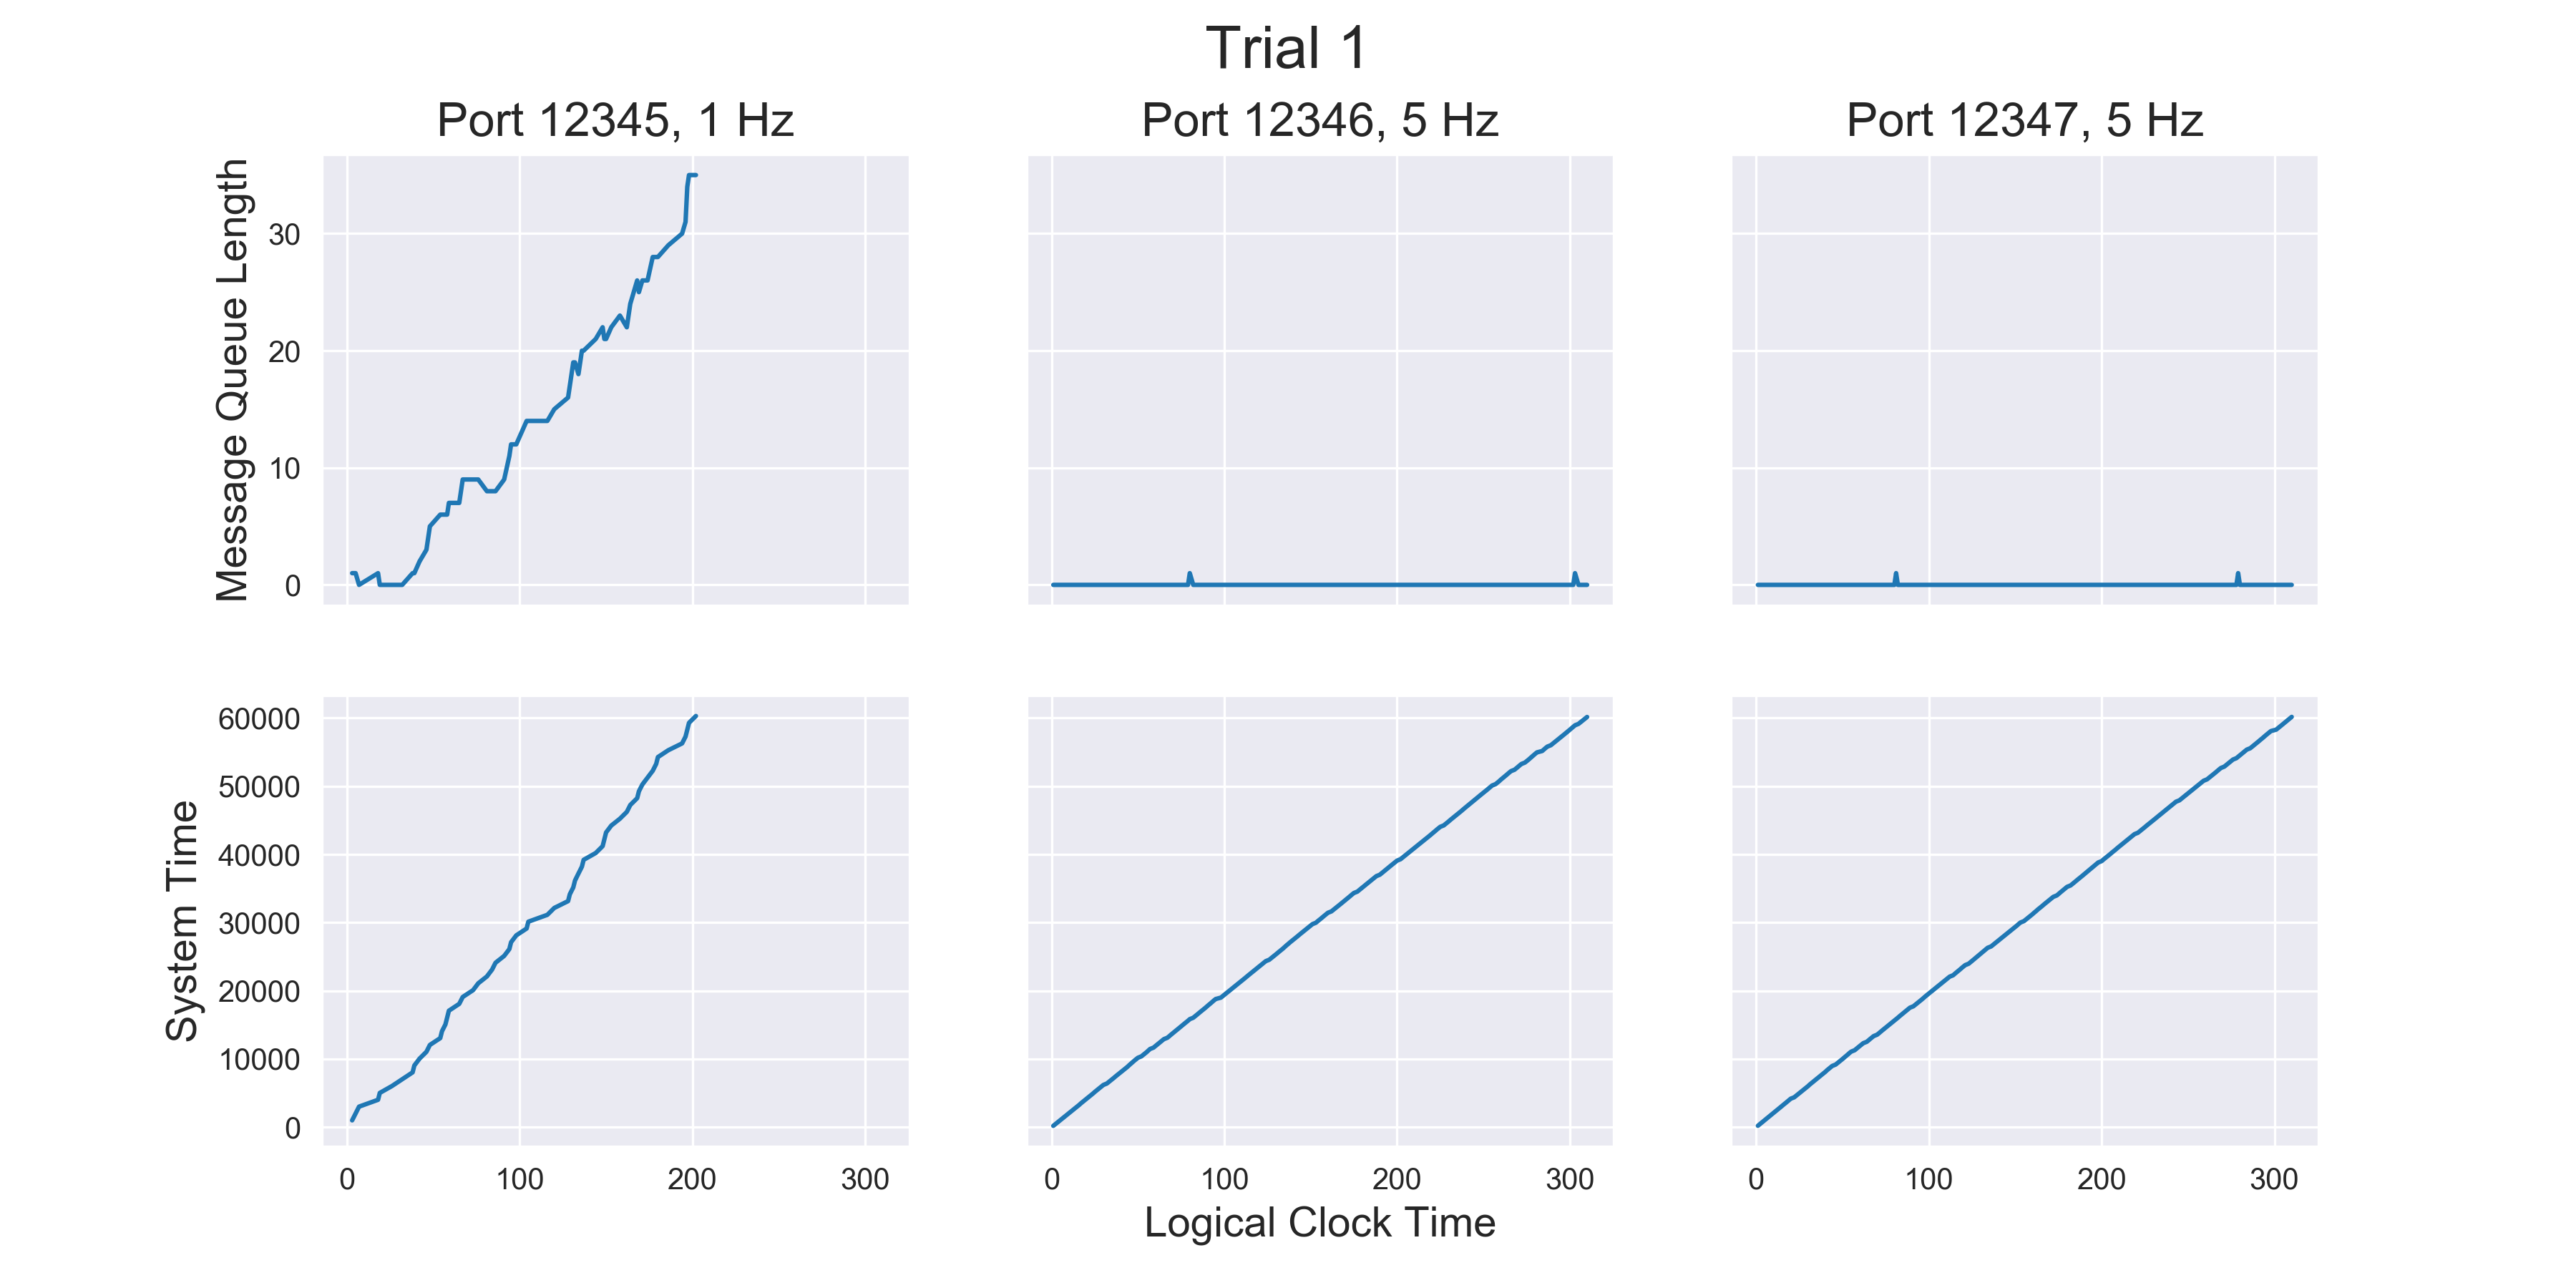 Trial 1
Port 12345, 1 Hz
Port 12346, 5 Hz
Port 12347, 5 Hz
Message Queue Length
30
20
10
0
System Time
60000
50000
40000
30000
20000
10000
0
0 100 200 300
0 100 200 300
0 100 200 300
Logical Clock Time